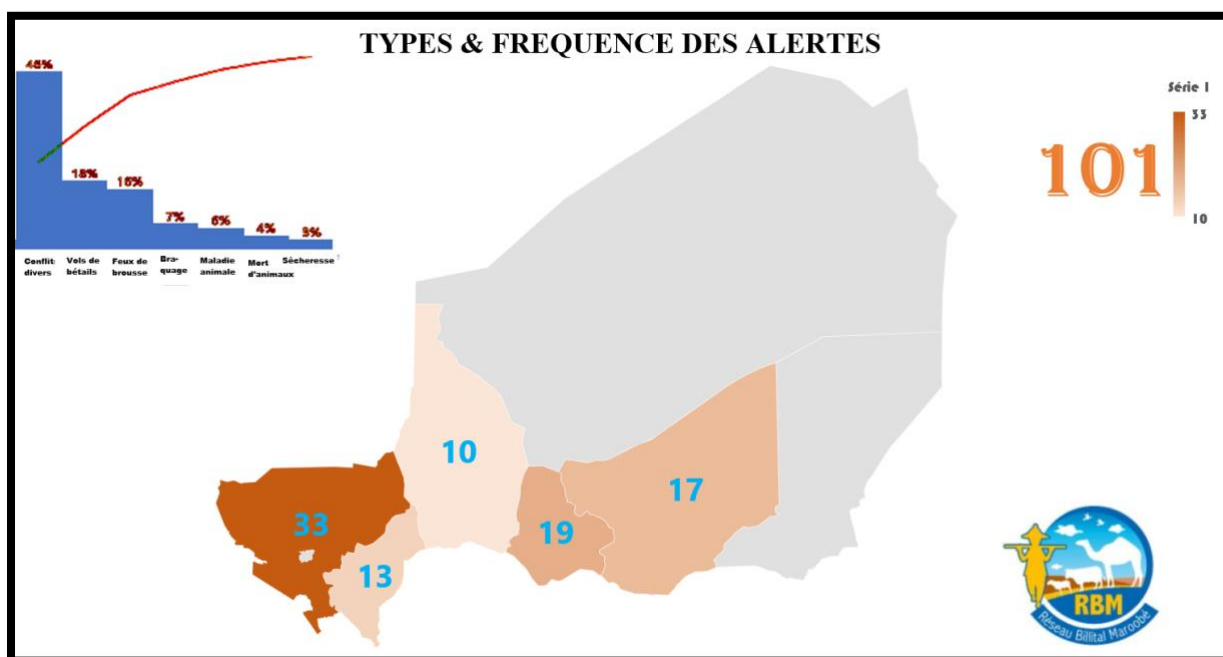 TYPES & FREQUENCE DES ALERTES
45%
18%
16%
7%
6%
4%
3%
Conflit
divers
Vols de
bétails
Feux de
brousse
Bra-
quage
Maladie
animale
Mort
d'animaux
Sècheresse
Série 1
33
101
10
10
33
13
19
17
RBM
Réseau Billital Maroobé